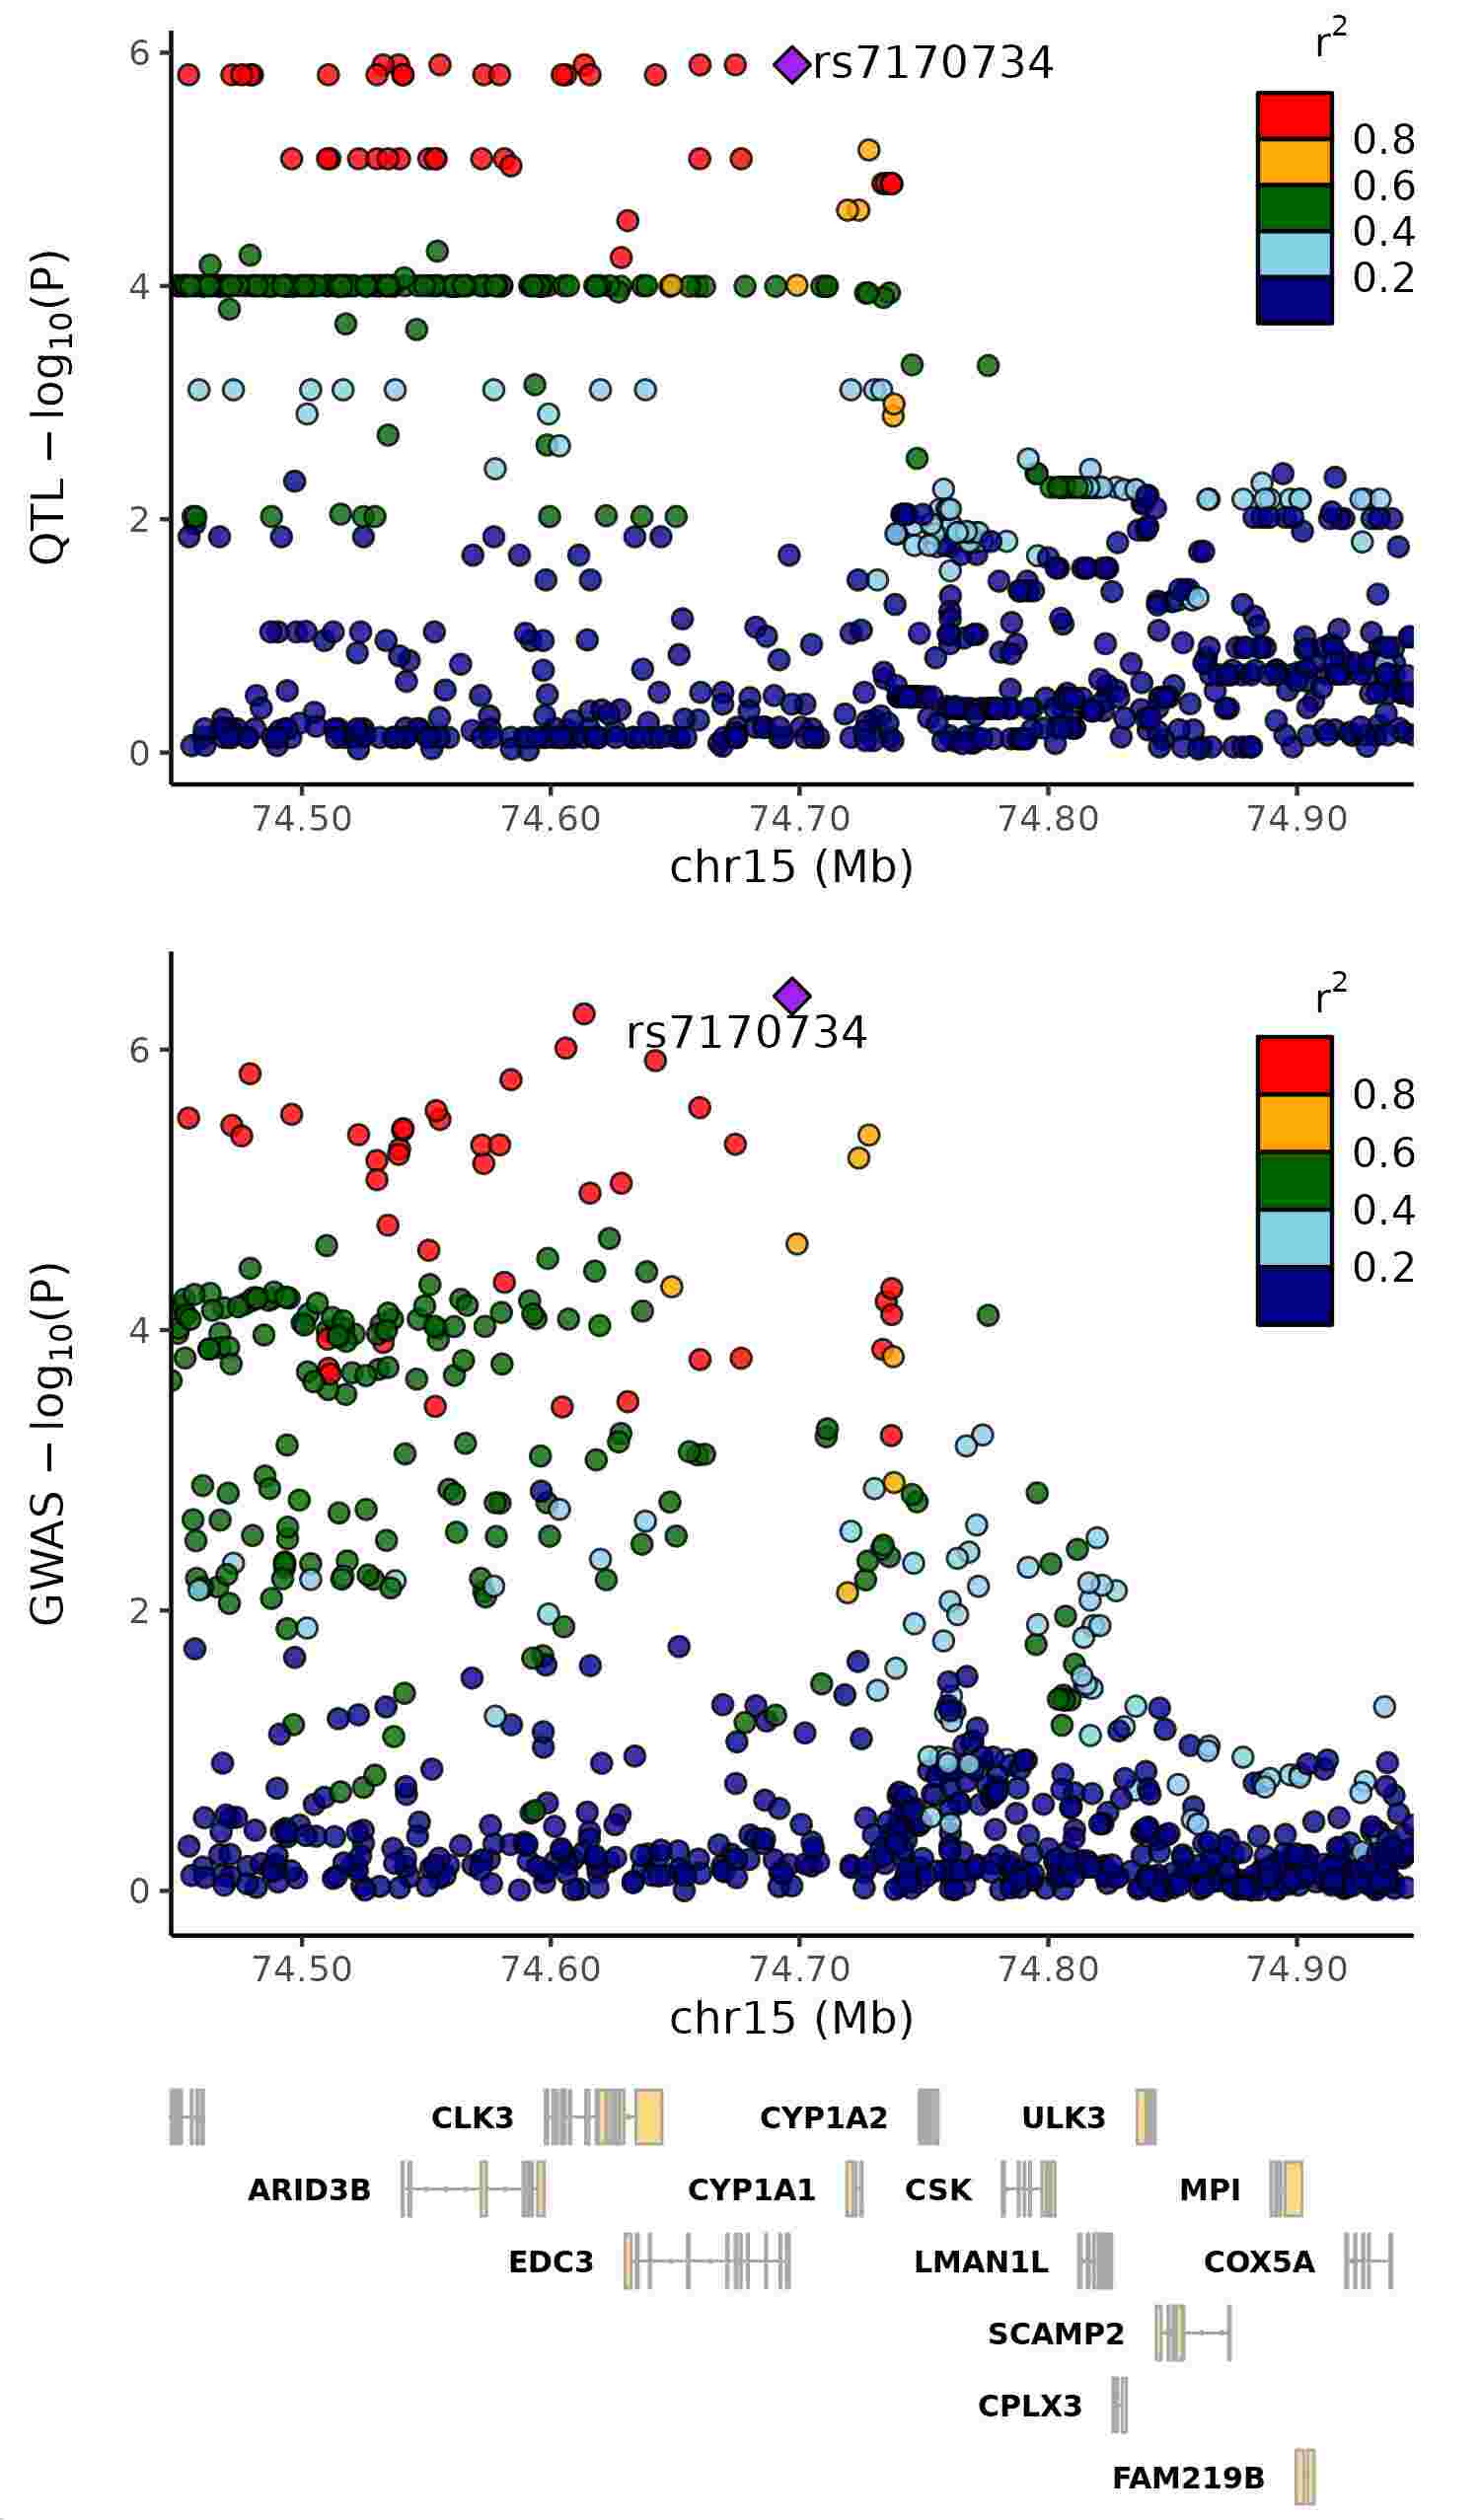 6
4
2
0
QTL −log10(P)
rs7170734
r2
0.8
0.6
0.4
0.2
74.50 74.60 74.70 74.80 74.90
chr15 (Mb)
6
4
2
0
GWAS −log10(P)
rs7170734
r2
0.8
0.6
0.4
0.2
74.50 74.60 74.70 74.80 74.90
chr15 (Mb)
CLK3 CYP1A2 ULK3
ARID3B CYP1A1 CSK MPI
EDC3 LMAN1L COX5A
SCAMP2
CPLX3
FAM219B